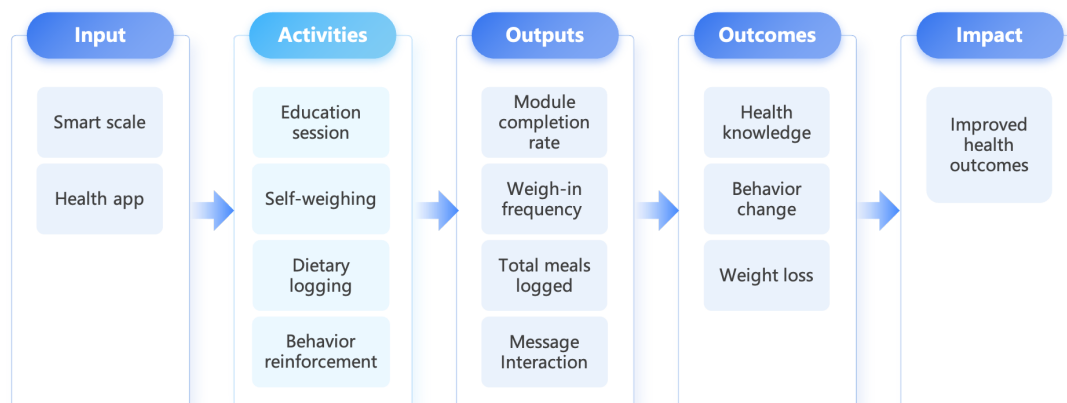 Input
Smart scale
Health app
Activities
Education
session
Self-weighing
Dietary
logging
Behavior
reinforcement
Outputs
Module
completion
rate
Weigh-in
frequency
Total meals
logged
Message
Interaction
Outcomes
Health
knowledge
Behavior
change
Weight loss
Impact
Improved
health
outcomes